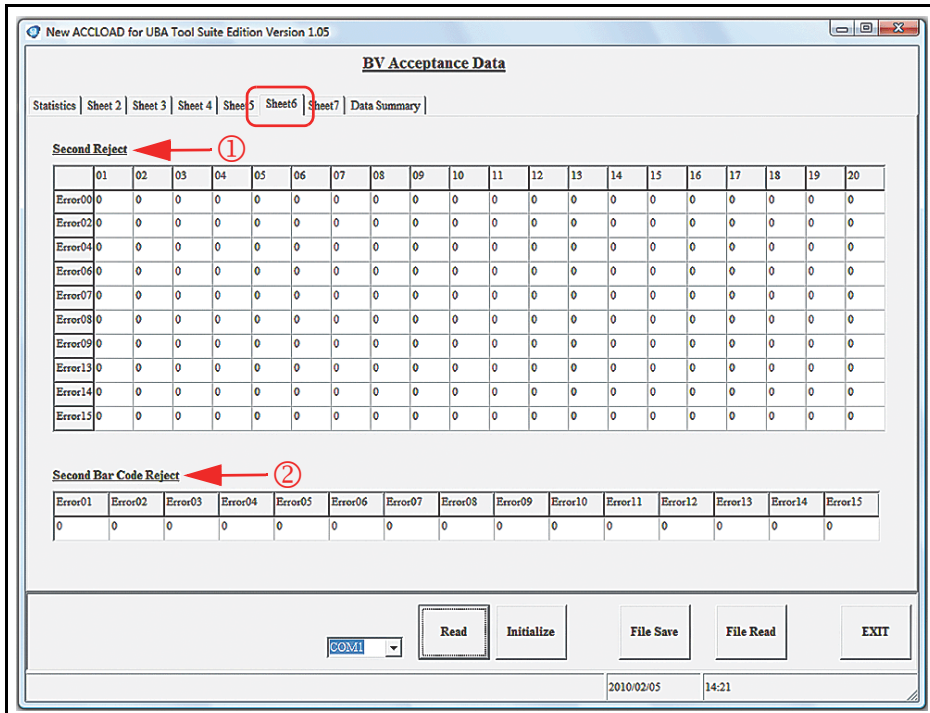 New ACCLOAD for UBA Tool Suite Edition Version 1.05
BV Acceptance Data
Statistics Sheet 2 Sheet 3 Sheet 4 Sheet5 Sheet6 Sheet7 Data Summary
Second Reject ①
01 02 03 04 05 06 07 08 09 10 11 12 13 14 15 16 17 18 19 20
Error00 0 0 0 0 0 0 0 0 0 0 0 0 0 0 0 0 0 0 0 0
Error02 0 0 0 0 0 0 0 0 0 0 0 0 0 0 0 0 0 0 0 0
Error04 0 0 0 0 0 0 0 0 0 0 0 0 0 0 0 0 0 0 0 0
Error06 0 0 0 0 0 0 0 0 0 0 0 0 0 0 0 0 0 0 0 0
Error07 0 0 0 0 0 0 0 0 0 0 0 0 0 0 0 0 0 0 0 0
Error08 0 0 0 0 0 0 0 0 0 0 0 0 0 0 0 0 0 0 0 0
Error09 0 0 0 0 0 0 0 0 0 0 0 0 0 0 0 0 0 0 0 0
Error13 0 0 0 0 0 0 0 0 0 0 0 0 0 0 0 0 0 0 0 0
Error14 0 0 0 0 0 0 0 0 0 0 0 0 0 0 0 0 0 0 0 0
Error15 0 0 0 0 0 0 0 0 0 0 0 0 0 0 0 0 0 0 0 0
Second Bar Code Reject ②
Error01 Error02 Error03 Error04 Error05 Error06 Error07 Error08 Error09 Error10 Error11 Error12 Error13 Error14 Error15
0 0 0 0 0 0 0 0 0 0 0 0 0 0 0
COM1 Read Initialize File Save File Read EXIT
2010/02/05 14:21